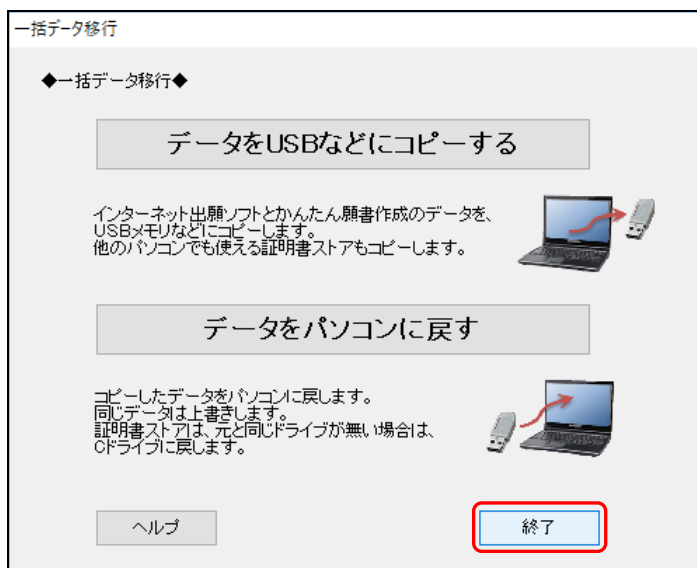 一括データ移行
◆一括データ移行◆
データをUSBなどにコピーする
インターネット出願ソフトとかんたん願書作成のデータを、
USBメモリなどにコピーします。
他のパソコンでも使える証明書ストアもコピーします。
データをパソコンに戻す
コピーしたデータをパソコンに戻します。
同じデータは上書きします。
証明書ストアは、元と同じドライブが無い場合は、
Cドライブに戻します。
ヘルプ
終了